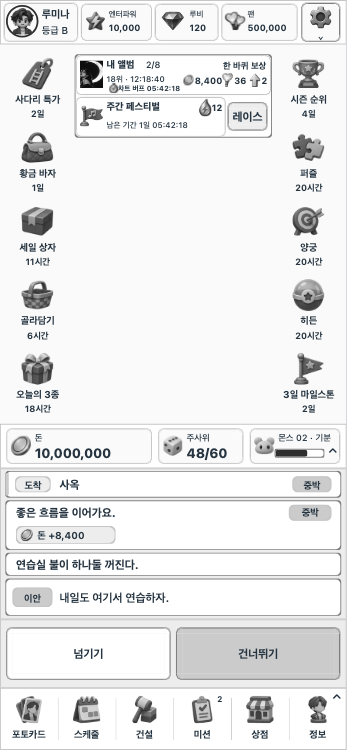 루미나
등급 B
엔터파워
10,000
루비
120
팬
500,000
내 앨범 2/8
한 바퀴 보상
18위 · 12:18:40
8,400 36 2
차트 버프 05:42:18
주간 페스티벌
12
남은 기간 1일 05:42:18
레이스
사다리 특가
2일
황금 바자
1일
세일 상자
11시간
골라담기
6시간
오늘의 3종
18시간
시즌 순위
4일
퍼즐
20시간
양궁
20시간
히든
20시간
3일 마일스톤
2일
돈
10,000,000
주사위
48/60
몬스 02 · 기분
도착 사옥
중박
좋은 흐름을 이어가요.
중박
돈 +8,400
연습실 불이 하나둘 꺼진다.
이안 내일도 여기서 연습하자.
넘기기
건너뛰기
포토카드
스케줄
건설
2
미션
상점
정보